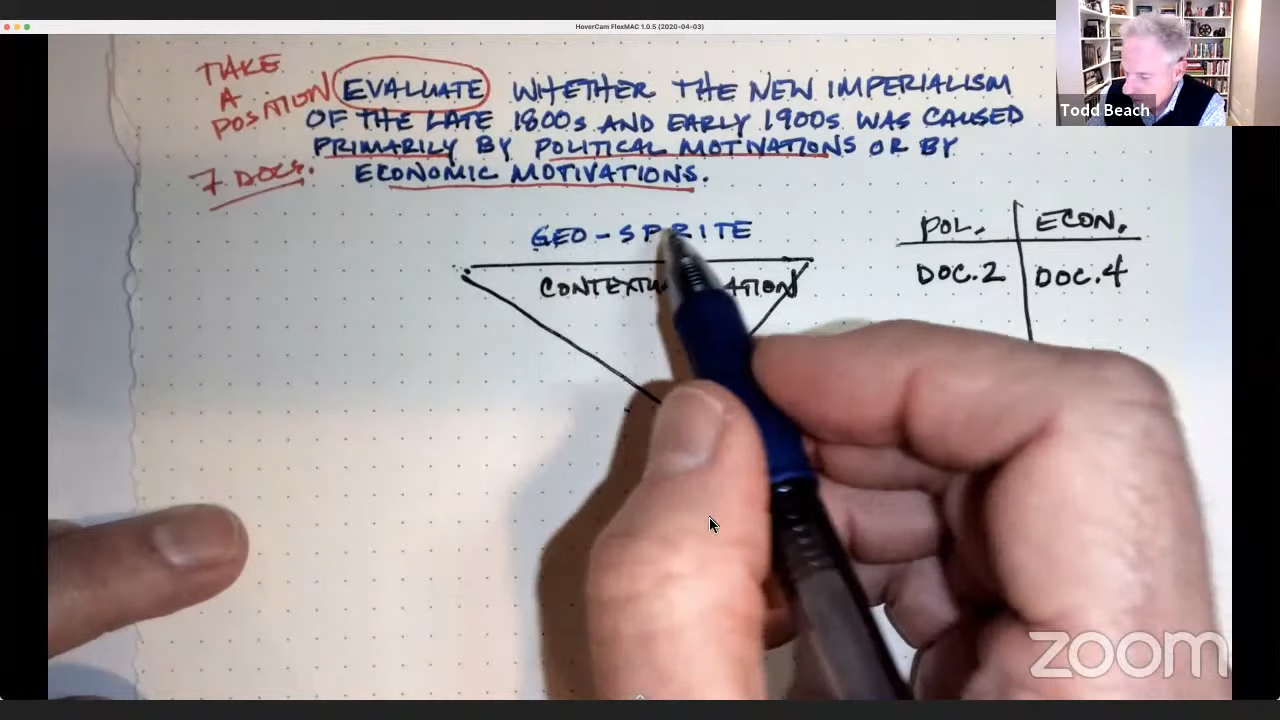 HoverCam FlexMAC 1.0.5 (2020-04-03)
TAKE
A
POSITION
EVALUATE WHETHER THE NEW IMPERIALISM
OF THE LATE 1800s AND EARLY 1900s WAS CAUSED
PRIMARILY BY POLITICAL MOTIVATIONS OR BY
ECONOMIC MOTIVATIONS.
7 DOCS.
Todd Beach
GEO-SPRITE
POL. ECON.
DOC. 2 DOC. 4
zoom